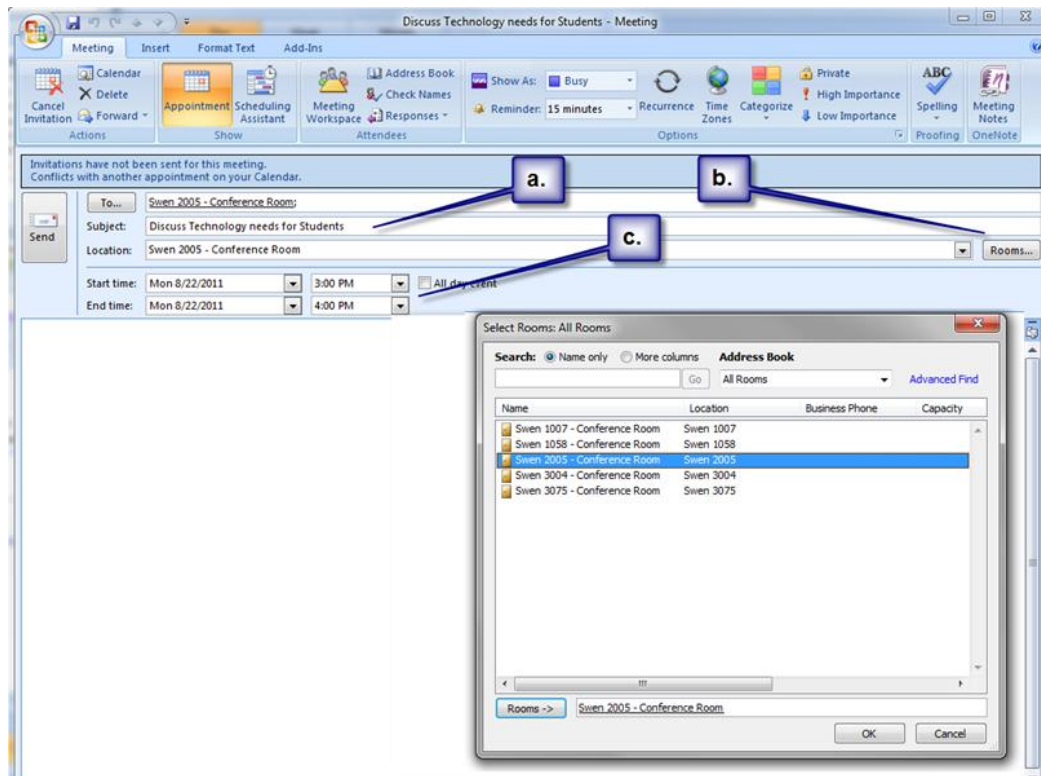 Discuss Technology needs for Students - Meeting
Meeting Insert Format Text Add-Ins
Cancel Invitation
Calendar
Delete
Forward
Actions
Appointment
Scheduling Assistant
Show
Meeting Workspace
Address Book
Check Names
Responses
Attendees
Show As: Busy
Reminder: 15 minutes
Recurrence
Time Zones
Categorize
Private
High Importance
Low Importance
Options
ABC
Spelling
Proofing
Meeting Notes
OneNote
Invitations have not been sent for this meeting.
Conflicts with another appointment on your Calendar.
a.
b.
c.
Send
To... Swen 2005 - Conference Room;
Subject: Discuss Technology needs for Students
Location: Swen 2005 - Conference Room Rooms...
Start time: Mon 8/22/2011 3:00 PM All day event
End time: Mon 8/22/2011 4:00 PM
Select Rooms: All Rooms
Search: Name only More columns Address Book
Go All Rooms Advanced Find
Name Location Business Phone Capacity
Swen 1007 - Conference Room Swen 1007
Swen 1058 - Conference Room Swen 1058
Swen 2005 - Conference Room Swen 2005
Swen 3004 - Conference Room Swen 3004
Swen 3075 - Conference Room Swen 3075
Rooms -> Swen 2005 - Conference Room
OK Cancel